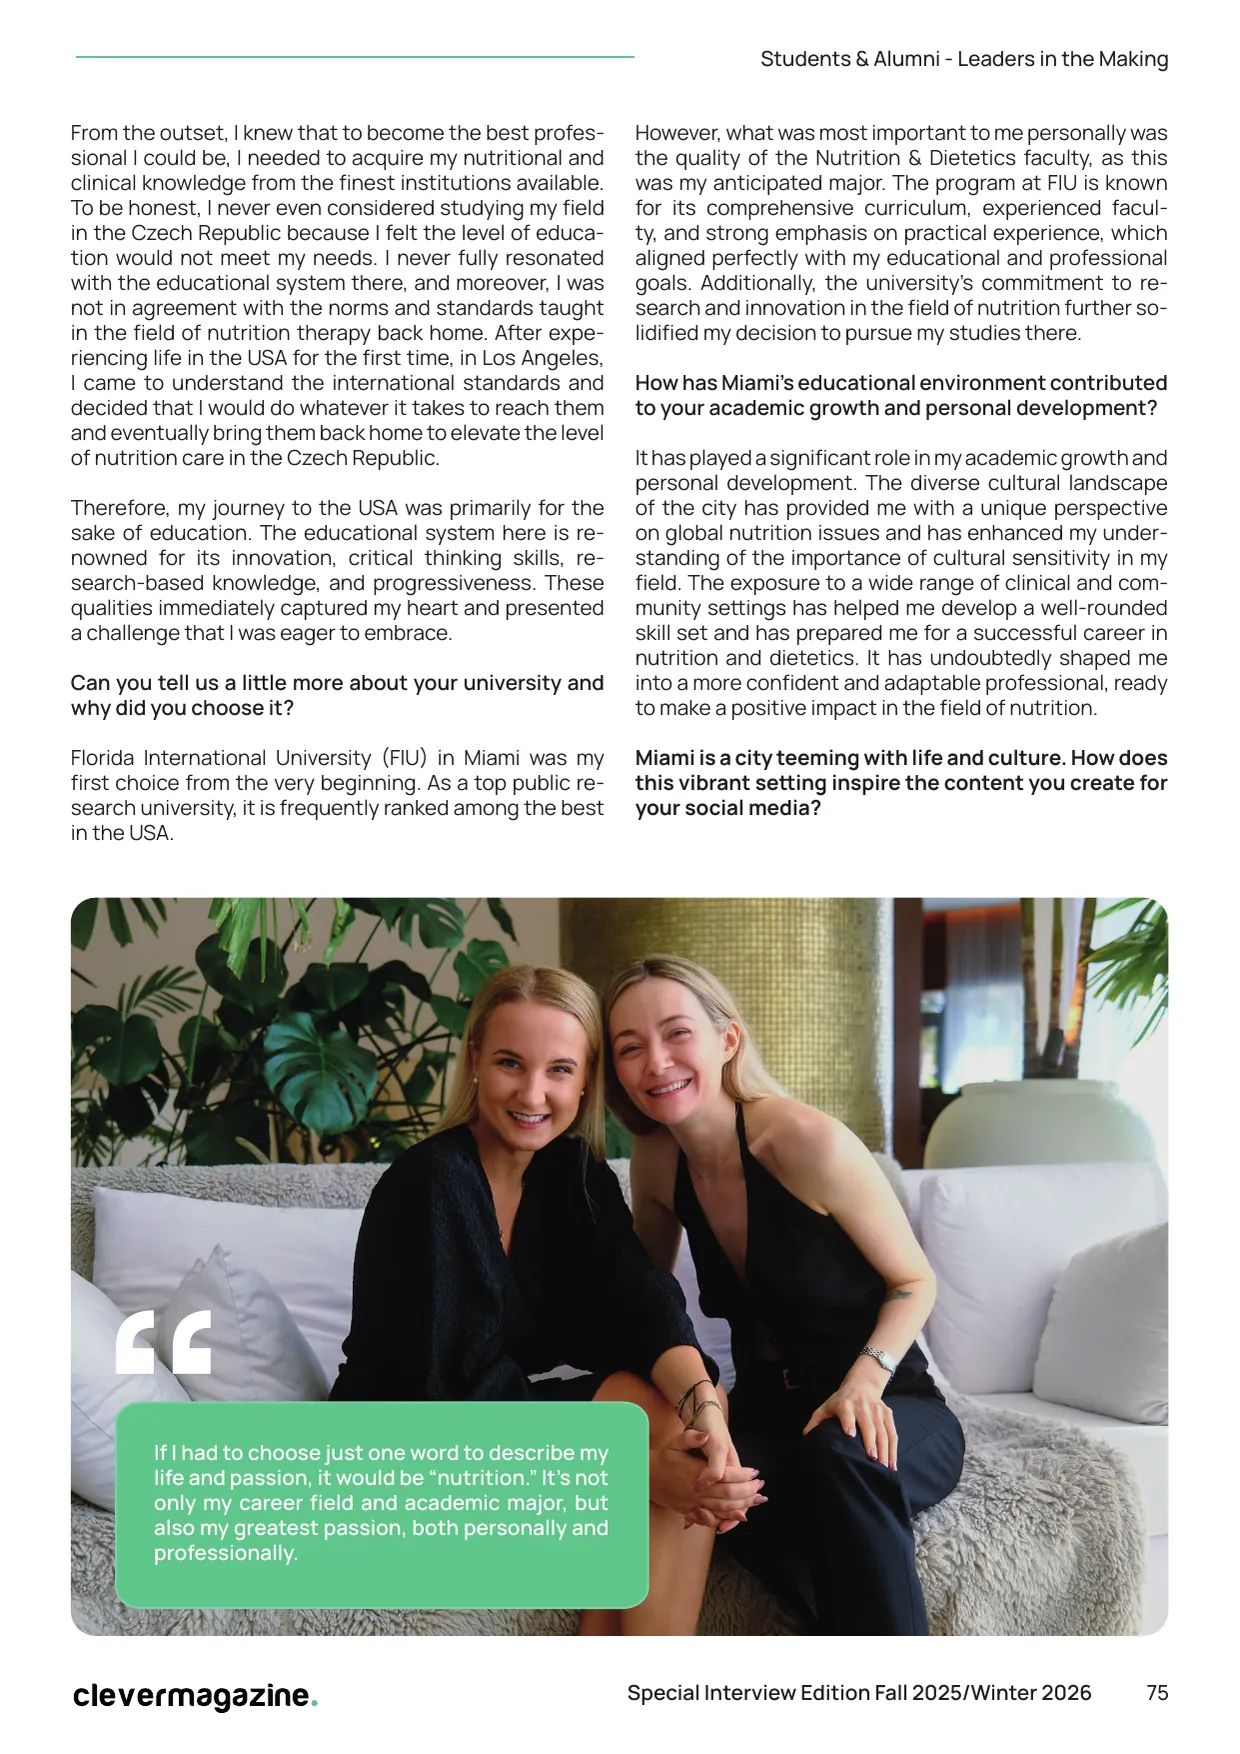 Students & Alumni - Leaders in the Making
From the outset, I knew that to become the best profes-
sional I could be, I needed to acquire my nutritional and
clinical knowledge from the finest institutions available.
To be honest, I never even considered studying my field
in the Czech Republic because I felt the level of educa-
tion would not meet my needs. I never fully resonated
with the educational system there, and moreover, I was
not in agreement with the norms and standards taught
in the field of nutrition therapy back home. After expe-
riencing life in the USA for the first time, in Los Angeles,
I came to understand the international standards and
decided that I would do whatever it takes to reach them
and eventually bring them back home to elevate the level
of nutrition care in the Czech Republic.
Therefore, my journey to the USA was primarily for the
sake of education. The educational system here is re-
nowned for its innovation, critical thinking skills, re-
search-based knowledge, and progressiveness. These
qualities immediately captured my heart and presented
a challenge that I was eager to embrace.
Can you tell us a little more about your university and
why did you choose it?
Florida International University (FIU) in Miami was my
first choice from the very beginning. As a top public re-
search university, it is frequently ranked among the best
in the USA.
However, what was most important to me personally was
the quality of the Nutrition & Dietetics faculty, as this
was my anticipated major. The program at FIU is known
for its comprehensive curriculum, experienced facul-
ty, and strong emphasis on practical experience, which
aligned perfectly with my educational and professional
goals. Additionally, the university's commitment to re-
search and innovation in the field of nutrition further so-
lidified my decision to pursue my studies there.
How has Miami's educational environment contributed
to your academic growth and personal development?
It has played a significant role in my academic growth and
personal development. The diverse cultural landscape
of the city has provided me with a unique perspective
on global nutrition issues and has enhanced my under-
standing of the importance of cultural sensitivity in my
field. The exposure to a wide range of clinical and com-
munity settings has helped me develop a well-rounded
skill set and has prepared me for a successful career in
nutrition and dietetics. It has undoubtedly shaped me
into a more confident and adaptable professional, ready
to make a positive impact in the field of nutrition.
Miami is a city teeming with life and culture. How does
this vibrant setting inspire the content you create for
your social media?
“
If I had to choose just one word to describe my
life and passion, it would be “nutrition.” It's not
only my career field and academic major, but
also my greatest passion, both personally and
professionally.
clevermagazine.
Special Interview Edition Fall 2025/Winter 2026
75